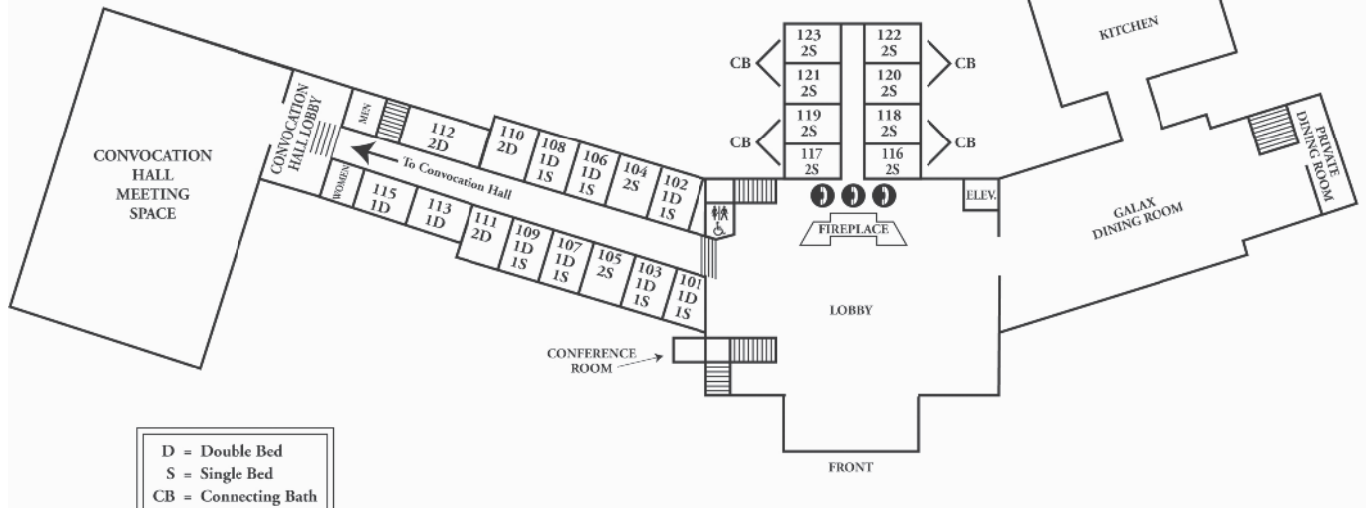 CONVOCATION
HALL
MEETING
SPACE
CONVOCATION
HALL LOBBY
MEN
WOMEN
To Convocation Hall
112
2D
110
2D
108
1D
1S
106
1D
1S
104
2S
102
1D
1S
115
1D
113
1D
111
2D
109
1D
1S
107
1D
1S
105
2S
103
1D
1S
101
1D
1S
CONFERENCE
ROOM
123
2S
121
2S
119
2S
117
2S
122
2S
120
2S
118
2S
116
2S
CB
CB
CB
CB
FIREPLACE
ELEV.
LOBBY
FRONT
KITCHEN
GALAX
DINING ROOM
PRIVATE
DINING ROOM
D = Double Bed
S = Single Bed
CB = Connecting Bath